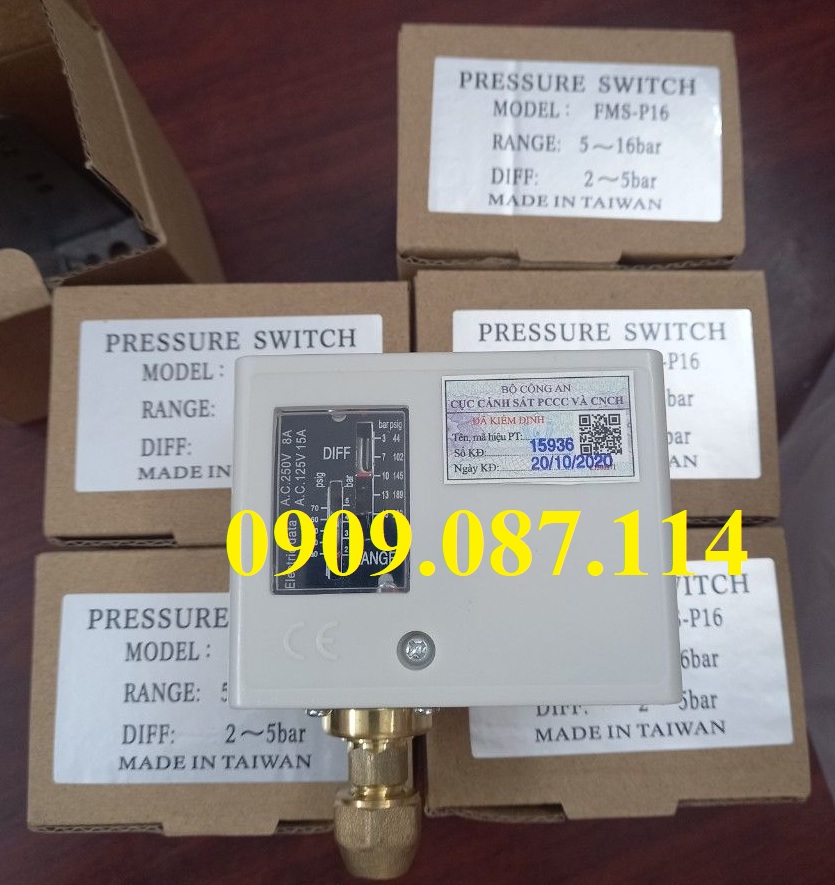 PRESSURE SWITCH
MODEL: FMS-P16
RANGE: 5～16bar
DIFF: 2～5bar
MADE IN TAIWAN
PRESSURE SWITCH
MODEL:
RANGE:
DIFF:
MADE IN
PRESSURE SWITCH
-P16
bar
bar
WAN
BỘ CÔNG AN
CỤC CẢNH SÁT PCCC VÀ CNCH
ĐÃ KIỂM ĐỊNH
Tên, mã hiệu PT:
Số KĐ: 15936
Ngày KĐ: 20/10/2020
Electric data A.C.250V 8A
A.C.125V 15A
DIFF
bar psig
3 44
7 102
10 145
13 189
psig bar
RANGE
0909.087.114
CE
PRESSURE
MODEL:
RANGE: 5
DIFF: 2～5bar
MADE IN TAIWAN
ITCH
S-P16
6bar
DIFF: 2～5bar
MADE IN TAIWAN